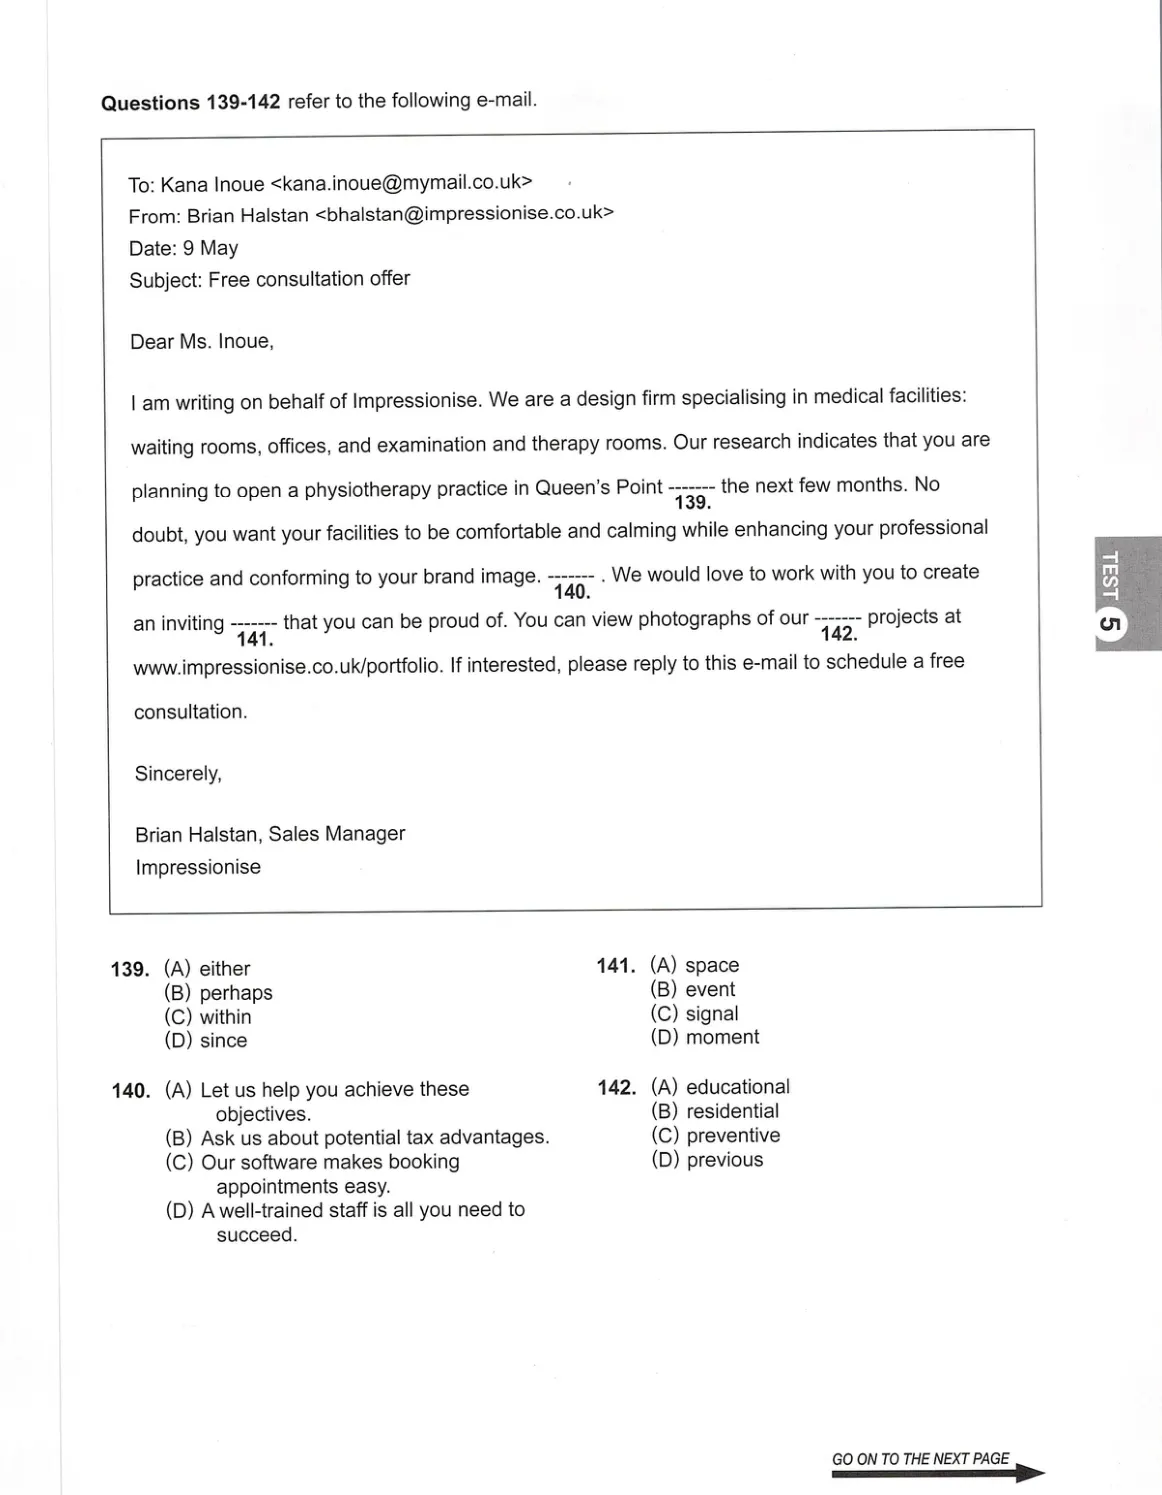 Questions 139-142 refer to the following e-mail.
To: Kana Inoue <kana.inoue@mymail.co.uk>
From: Brian Halstan <bhalstan@impressionise.co.uk>
Date: 9 May
Subject: Free consultation offer
Dear Ms. Inoue,
I am writing on behalf of Impressionise. We are a design firm specialising in medical facilities:
waiting rooms, offices, and examination and therapy rooms. Our research indicates that you are
planning to open a physiotherapy practice in Queen's Point ------- the next few months. No
139.
doubt, you want your facilities to be comfortable and calming while enhancing your professional
practice and conforming to your brand image. ------- . We would love to work with you to create
140.
an inviting ------- that you can be proud of. You can view photographs of our ------- projects at
141. 142.
www.impressionise.co.uk/portfolio. If interested, please reply to this e-mail to schedule a free
consultation.
Sincerely,
Brian Halstan, Sales Manager
Impressionise
TEST 5
139. (A) either
(B) perhaps
(C) within
(D) since
140. (A) Let us help you achieve these
objectives.
(B) Ask us about potential tax advantages.
(C) Our software makes booking
appointments easy.
(D) A well-trained staff is all you need to
succeed.
141. (A) space
(B) event
(C) signal
(D) moment
142. (A) educational
(B) residential
(C) preventive
(D) previous
GO ON TO THE NEXT PAGE